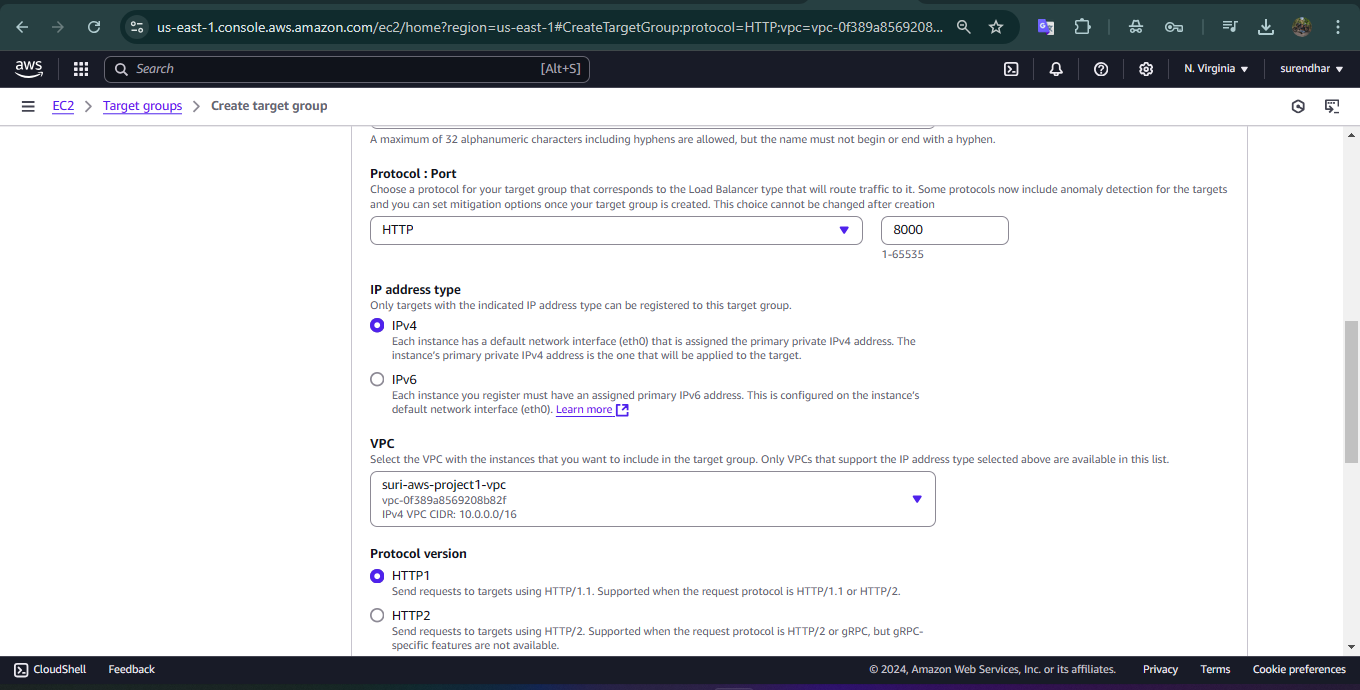 us-east-1.console.aws.amazon.com/ec2/home?region=us-east-1#CreateTargetGroup:protocol=HTTP;vpc=vpc-0f389a8569208...
aws
Search
[Alt+S]
N. Virginia
surendhar
EC2
Target groups
Create target group
A maximum of 32 alphanumeric characters including hyphens are allowed, but the name must not begin or end with a hyphen.
Protocol : Port
Choose a protocol for your target group that corresponds to the Load Balancer type that will route traffic to it. Some protocols now include anomaly detection for the targets
and you can set mitigation options once your target group is created. This choice cannot be changed after creation
HTTP
8000
1-65535
IP address type
Only targets with the indicated IP address type can be registered to this target group.
IPv4
Each instance has a default network interface (eth0) that is assigned the primary private IPv4 address. The
instance's primary private IPv4 address is the one that will be applied to the target.
IPv6
Each instance you register must have an assigned primary IPv6 address. This is configured on the instance's
default network interface (eth0). Learn more
VPC
Select the VPC with the instances that you want to include in the target group. Only VPCs that support the IP address type selected above are available in this list.
suri-aws-project1-vpc
vpc-0f389a8569208b82f
IPv4 VPC CIDR: 10.0.0.0/16
Protocol version
HTTP1
Send requests to targets using HTTP/1.1. Supported when the request protocol is HTTP/1.1 or HTTP/2.
HTTP2
Send requests to targets using HTTP/2. Supported when the request protocol is HTTP/2 or gRPC, but gRPC-
specific features are not available.
CloudShell
Feedback
© 2024, Amazon Web Services, Inc. or its affiliates.
Privacy
Terms
Cookie preferences